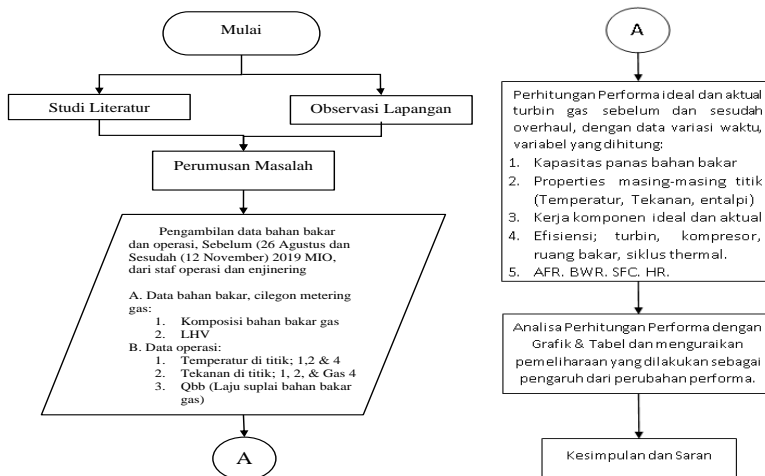 Mulai
Studi Literatur
Observasi Lapangan
Perumusan Masalah
Pengambilan data bahan bakar
dan operasi, Sebelum (26 Agustus dan
Sesudah (12 November) 2019 MIO,
dari staf operasi dan enjinering
A. Data bahan bakar, cilegon metering
gas:
1. Komposisi bahan bakar gas
2. LHV
B. Data operasi:
1. Temperatur di titik; 1,2 & 4
2. Tekanan di titik; 1, 2, & Gas 4
3. Qbb (Laju suplai bahan bakar
gas)
A
A
Perhitungan Performa ideal dan aktual
turbin gas sebelum dan sesudah
overhaul, dengan data variasi waktu,
variabel yang dihitung:
1. Kapasitas panas bahan bakar
2. Properties masing-masing titik
(Temperatur, Tekanan, entalpi)
3. Kerja komponen ideal dan aktual
4. Efisiensi; turbin, kompresor,
ruang bakar, siklus thermal.
5. AFR. BWR. SFC. HR.
Analisa Perhitungan Performa dengan
Grafik & Tabel dan menguraikan
pemeliharaan yang dilakukan sebagai
pengaruh dari perubahan performa.
Kesimpulan dan Saran